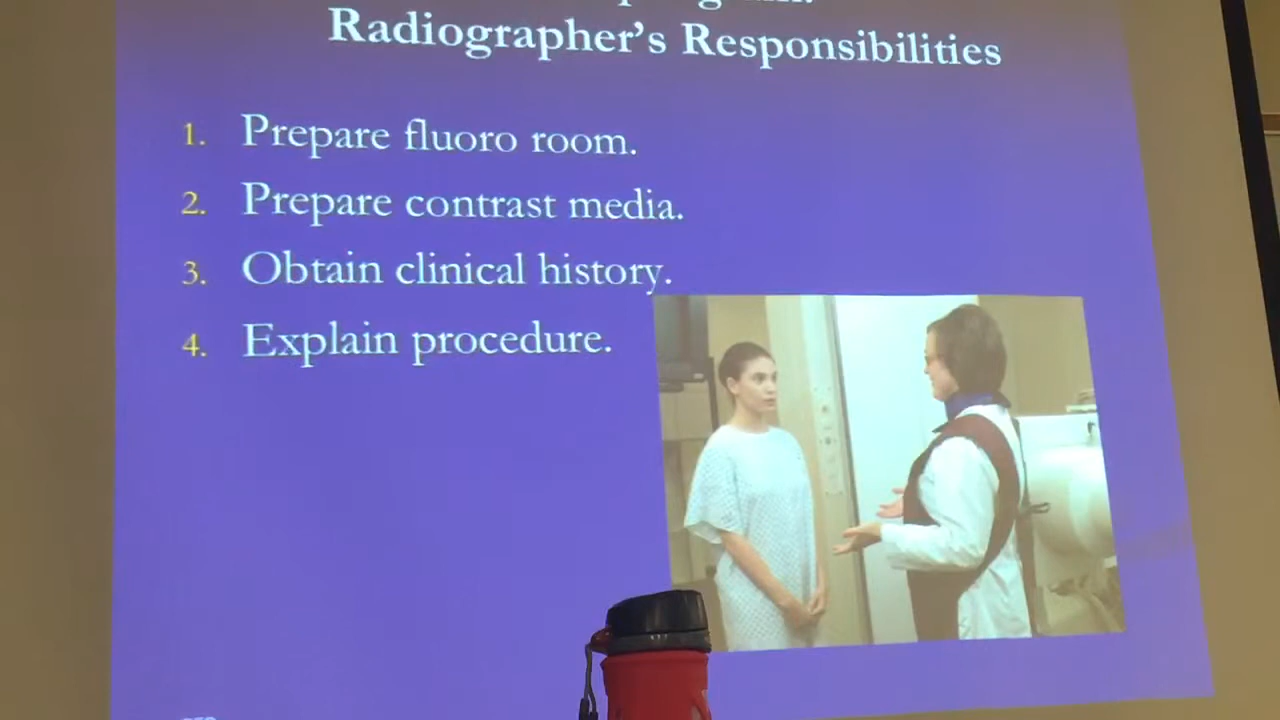 Radiographer's Responsibilities
1. Prepare fluoro room.
2. Prepare contrast media.
3. Obtain clinical history.
4. Explain procedure.